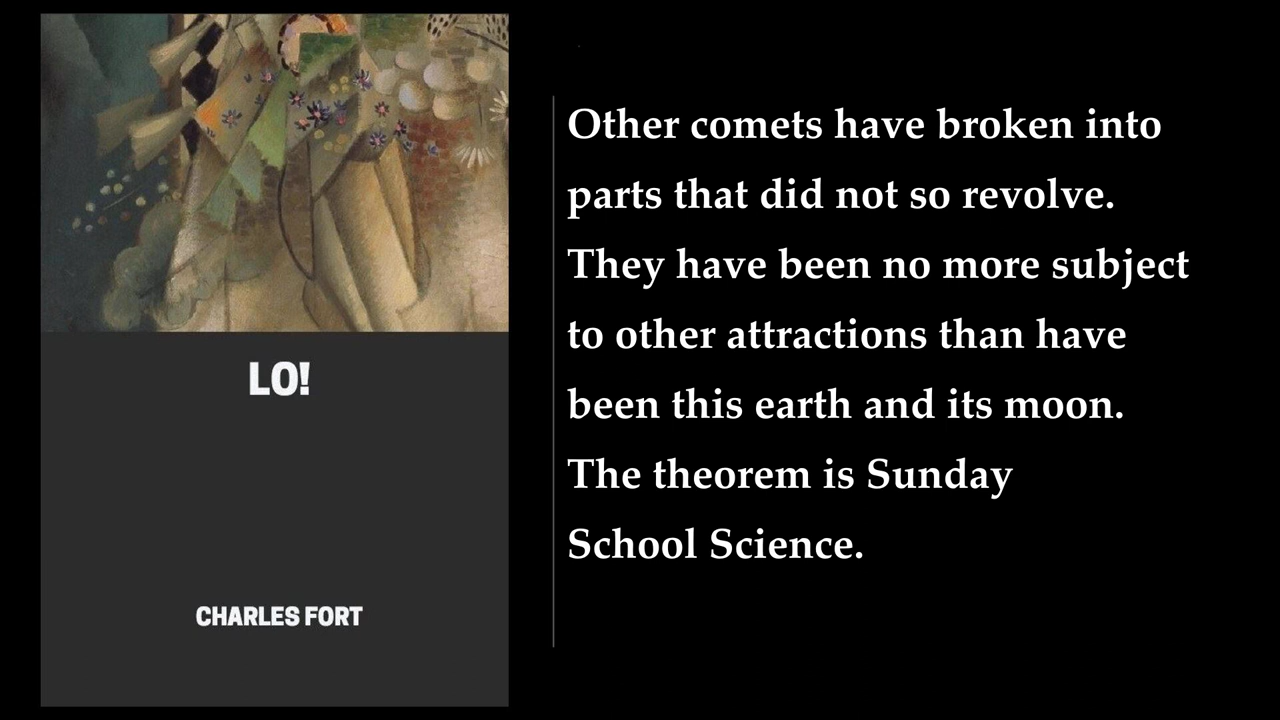 LO!
CHARLES FORT
Other comets have broken into
parts that did not so revolve.
They have been no more subject
to other attractions than have
been this earth and its moon.
The theorem is Sunday
School Science.